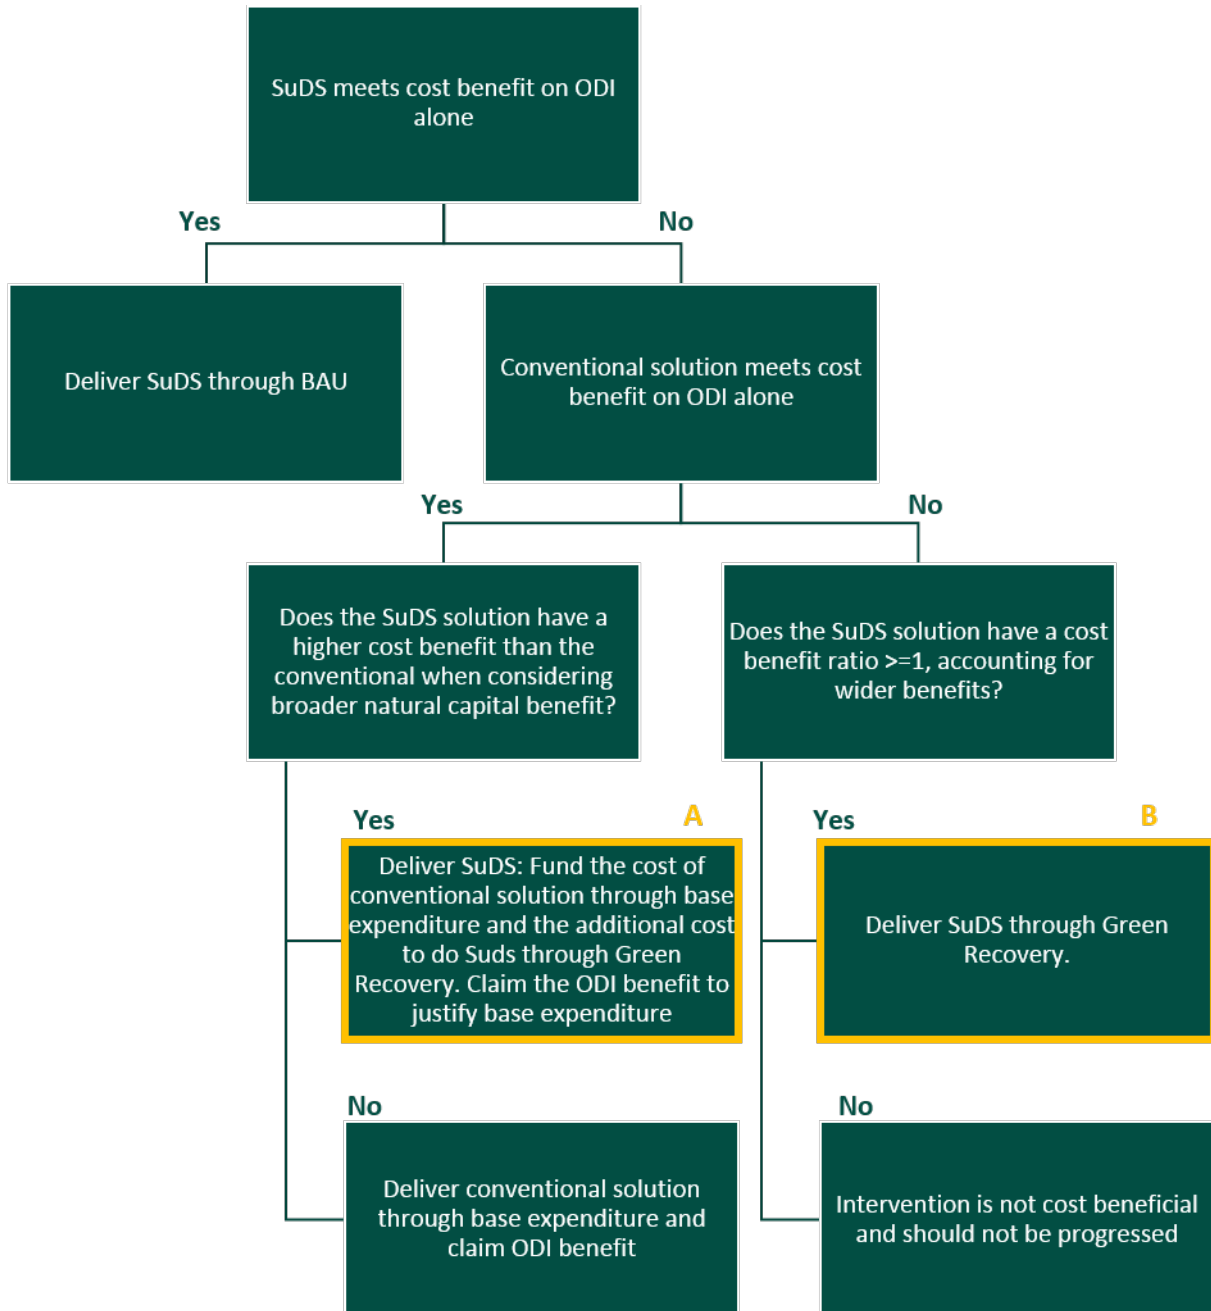 SuDS meets cost benefit on ODI
alone
Yes
No
Deliver SuDS through BAU
Conventional solution meets cost
benefit on ODI alone
Yes
No
Does the SuDS solution have a
higher cost benefit than the
conventional when considering
broader natural capital benefit?
Does the SuDS solution have a cost
benefit ratio >=1, accounting for
wider benefits?
Yes
A
Deliver SuDS: Fund the cost of
conventional solution through base
expenditure and the additional cost
to do Suds through Green
Recovery. Claim the ODI benefit to
justify base expenditure
Yes
B
Deliver SuDS through Green
Recovery.
No
Deliver conventional solution
through base expenditure and
claim ODI benefit
No
Intervention is not cost beneficial
and should not be progressed